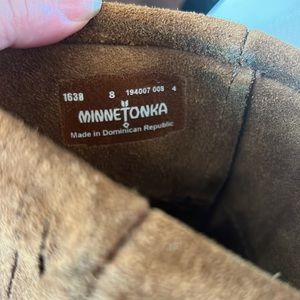 1638 8 194007 008 4
MINNETONKA
Made in Dominican Republic